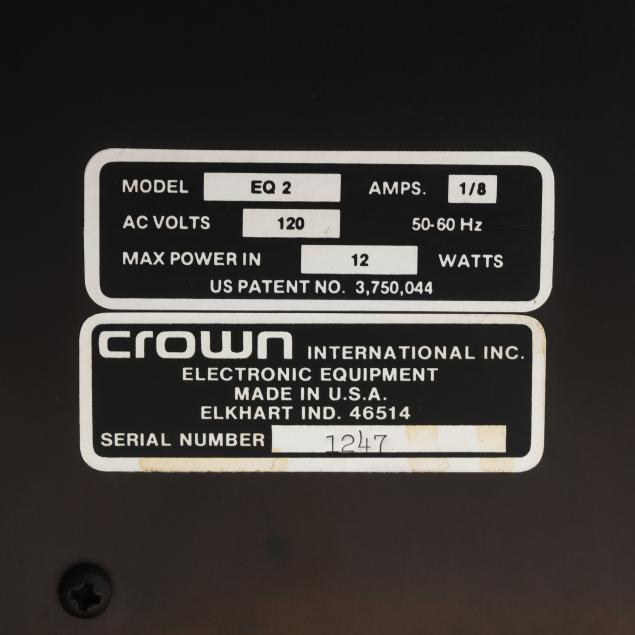 MODEL EQ 2 AMPS. 1/8
AC VOLTS 120 50-60 Hz
MAX POWER IN 12 WATTS
US PATENT NO. 3,750,044
crown INTERNATIONAL INC.
ELECTRONIC EQUIPMENT
MADE IN U.S.A.
ELKHART IND. 46514
SERIAL NUMBER 1247